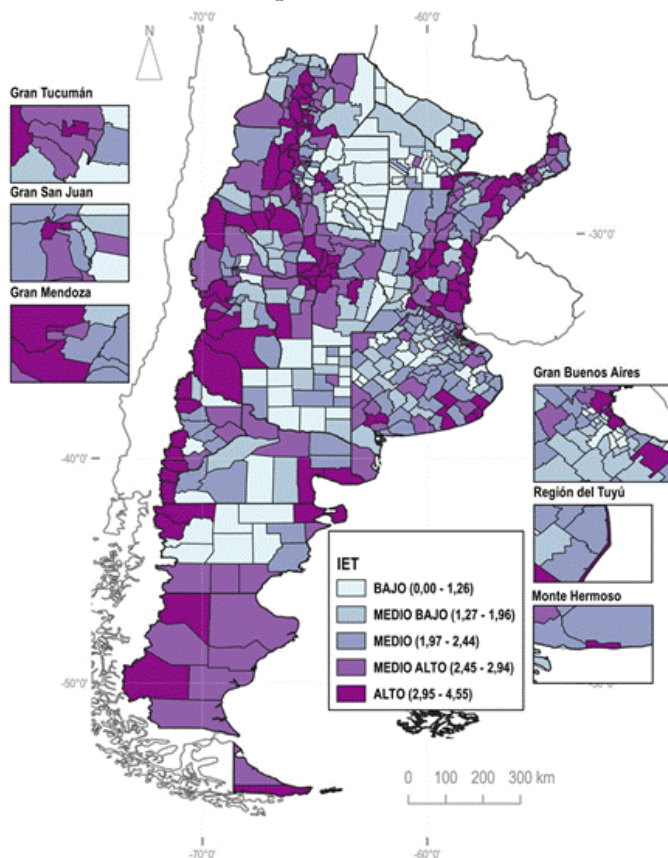 -70°0'
-60°0'
N
Gran Tucumán
Gran San Juan
-30°0'
Gran Mendoza
Gran Buenos Aires
-40°0'
Región del Tuyú
IET
BAJO (0,00 - 1,26)
MEDIO BAJO (1,27 - 1,96)
MEDIO (1,97 - 2,44)
MEDIO ALTO (2,45 - 2,94)
ALTO (2,95 - 4,55)
Monte Hermoso
-50°0'
0 100 200 300 km
-70°0'
-60°0'